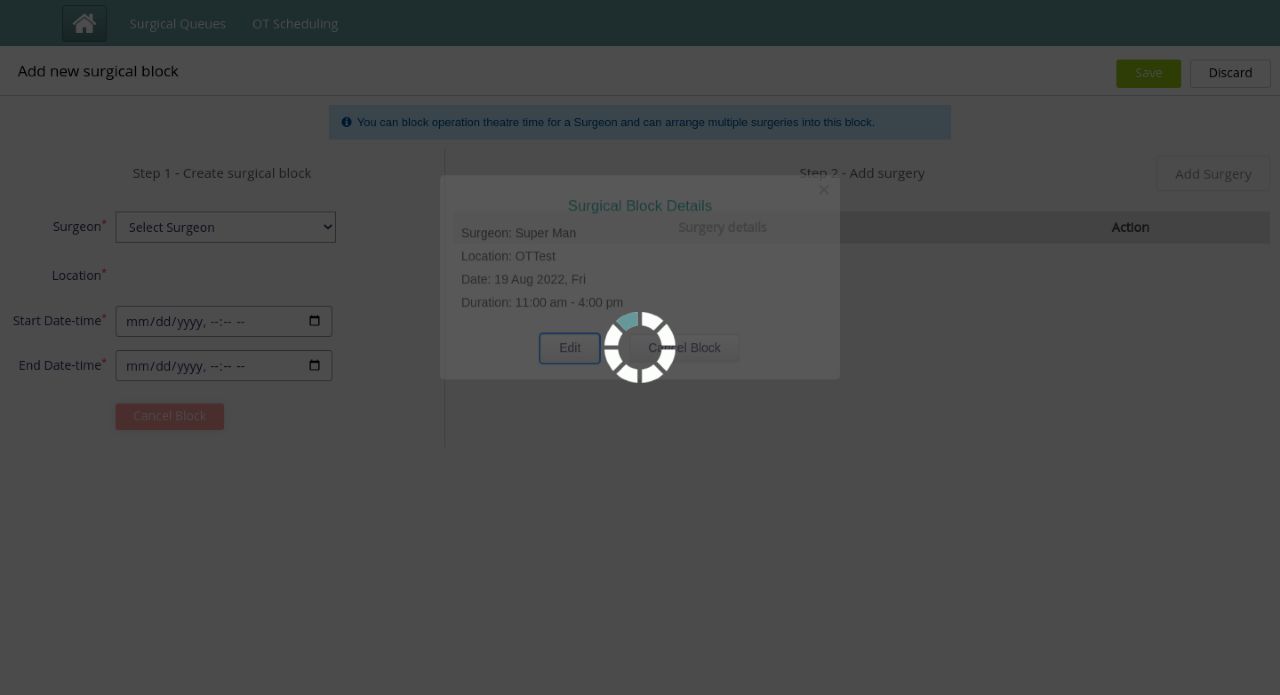 Surgical Queues OT Scheduling
Add new surgical block
Save Discard
You can block operation theatre time for a Surgeon and can arrange multiple surgeries into this block.
Step 1 - Create surgical block
Surgeon* Select Surgeon
Location*
Start Date-time* mm/dd/yyyy, --:-- --
End Date-time* mm/dd/yyyy, --:-- --
Cancel Block
Step 2 - Add surgery
Add Surgery
Surgery details Action
×
Surgical Block Details
Surgeon: Super Man
Location: OTTest
Date: 19 Aug 2022, Fri
Duration: 11:00 am - 4:00 pm
Edit Cancel Block